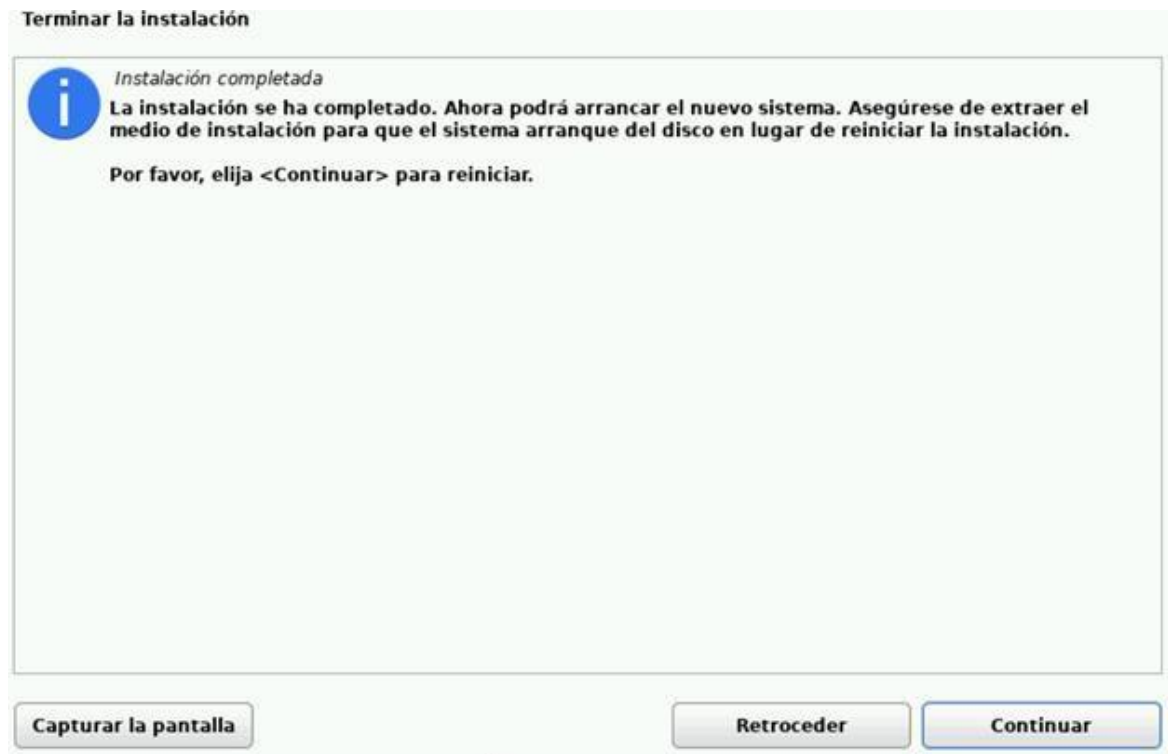 Terminar la instalación
Instalación completada
La instalación se ha completado. Ahora podrá arrancar el nuevo sistema. Asegúrese de extraer el
medio de instalación para que el sistema arranque del disco en lugar de reiniciar la instalación.
Por favor, elija <Continuar> para reiniciar.
Capturar la pantalla
Retroceder
Continuar